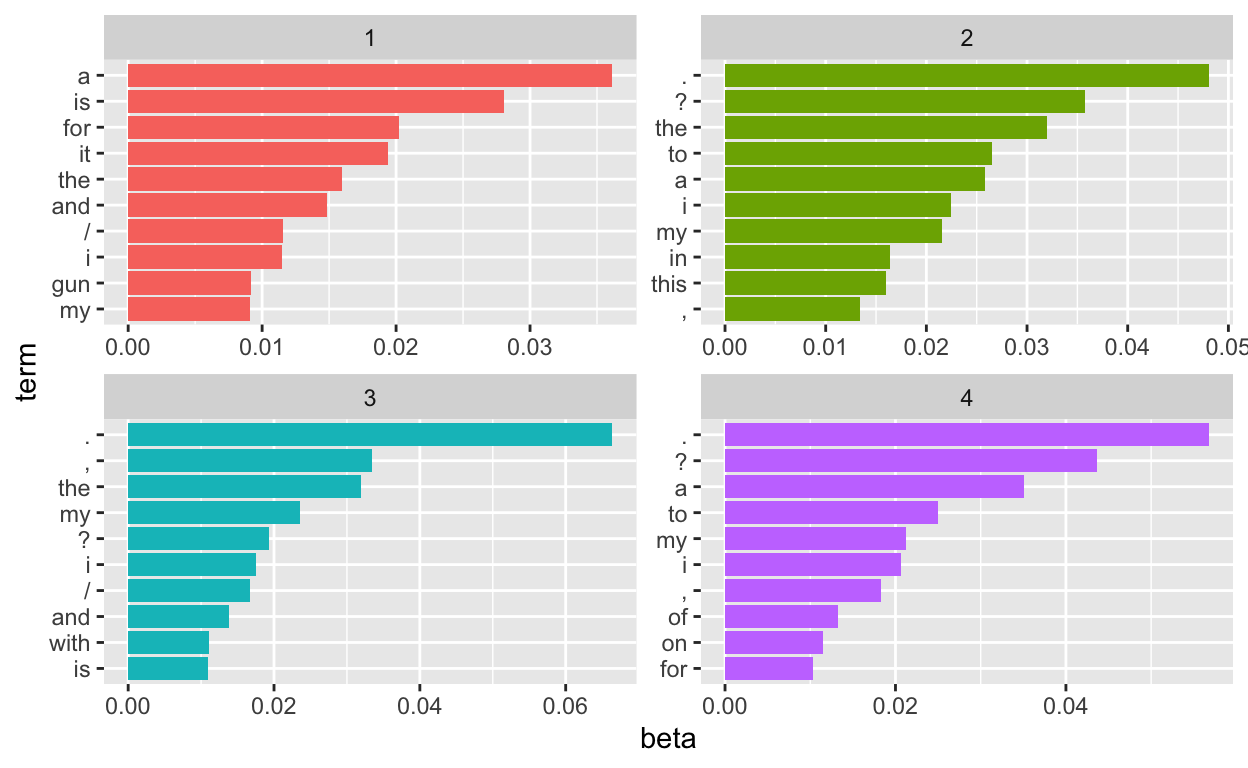 1
a
is
for
it
the
and
/
i
gun
my
0.00 0.01 0.02 0.03
2
.
?
the
to
a
i
my
in
this
,
0.00 0.01 0.02 0.03 0.04 0.05
3
.
,
the
my
?
i
/
and
with
is
0.00 0.02 0.04 0.06
4
.
?
a
to
my
i
,
of
on
for
0.00 0.02 0.04
term
beta